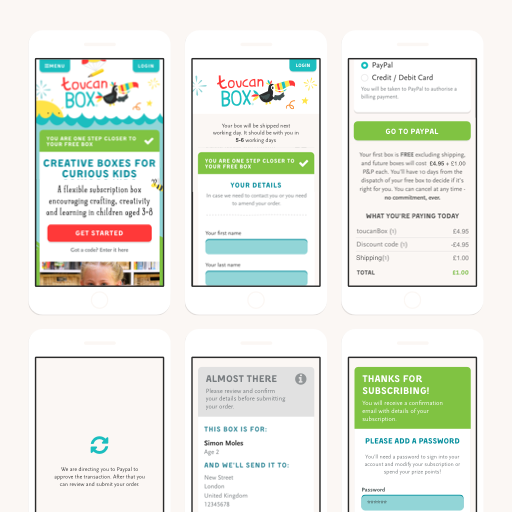 MENU
LOGIN
toucan
BOX
YOU ARE ONE STEP CLOSER TO
YOUR FREE BOX
CREATIVE BOXES FOR
CURIOUS KIDS
A flexible subscription box
encouraging crafting, creativity
and learning in children aged 3-8
GET STARTED
Got a code? Enter it here
LOGIN
toucan
BOX
Your box will be shipped next
working day. It should be with you in
5-6 working days
YOU ARE ONE STEP CLOSER TO
YOUR FREE BOX
YOUR DETAILS
In case we need to contact you or you need
to amend your order.
Your first name
Your last name
PayPal
Credit / Debit Card
You will be taken to PayPal to authorise a
billing payment.
GO TO PAYPAL
Your first box is FREE excluding shipping,
and future boxes will cost £4.95 + £1.00
P&P each. You'll have 10 days from the
dispatch of your free box to decide if it's
right for you. You can cancel at any time -
no commitment, ever.
WHAT YOU'RE PAYING TODAY
toucanBox (1) £4.95
Discount code (1) -£4.95
Shipping(1) £1.00
TOTAL £1.00
We are directing you to Paypal to
approve the transaction. After that you
can review and submit your order.
ALMOST THERE
Please review and confirm
your details before submitting
your order.
THIS BOX IS FOR:
Simon Moles
Age 2
AND WE'LL SEND IT TO:
New Street
London
United Kingdom
12345678
THANKS FOR
SUBSCRIBING!
You will receive a confirmation
email with details of your
subscription.
PLEASE ADD A PASSWORD
You'll need a password to sign into your
account and modify your subscription or
spend your prize points!
Password